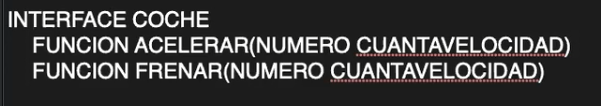 INTERFACE COCHE
FUNCION ACELERAR(NUMERO CUANTAVELOCIDAD)
FUNCION FRENAR(NUMERO CUANTAVELOCIDAD)